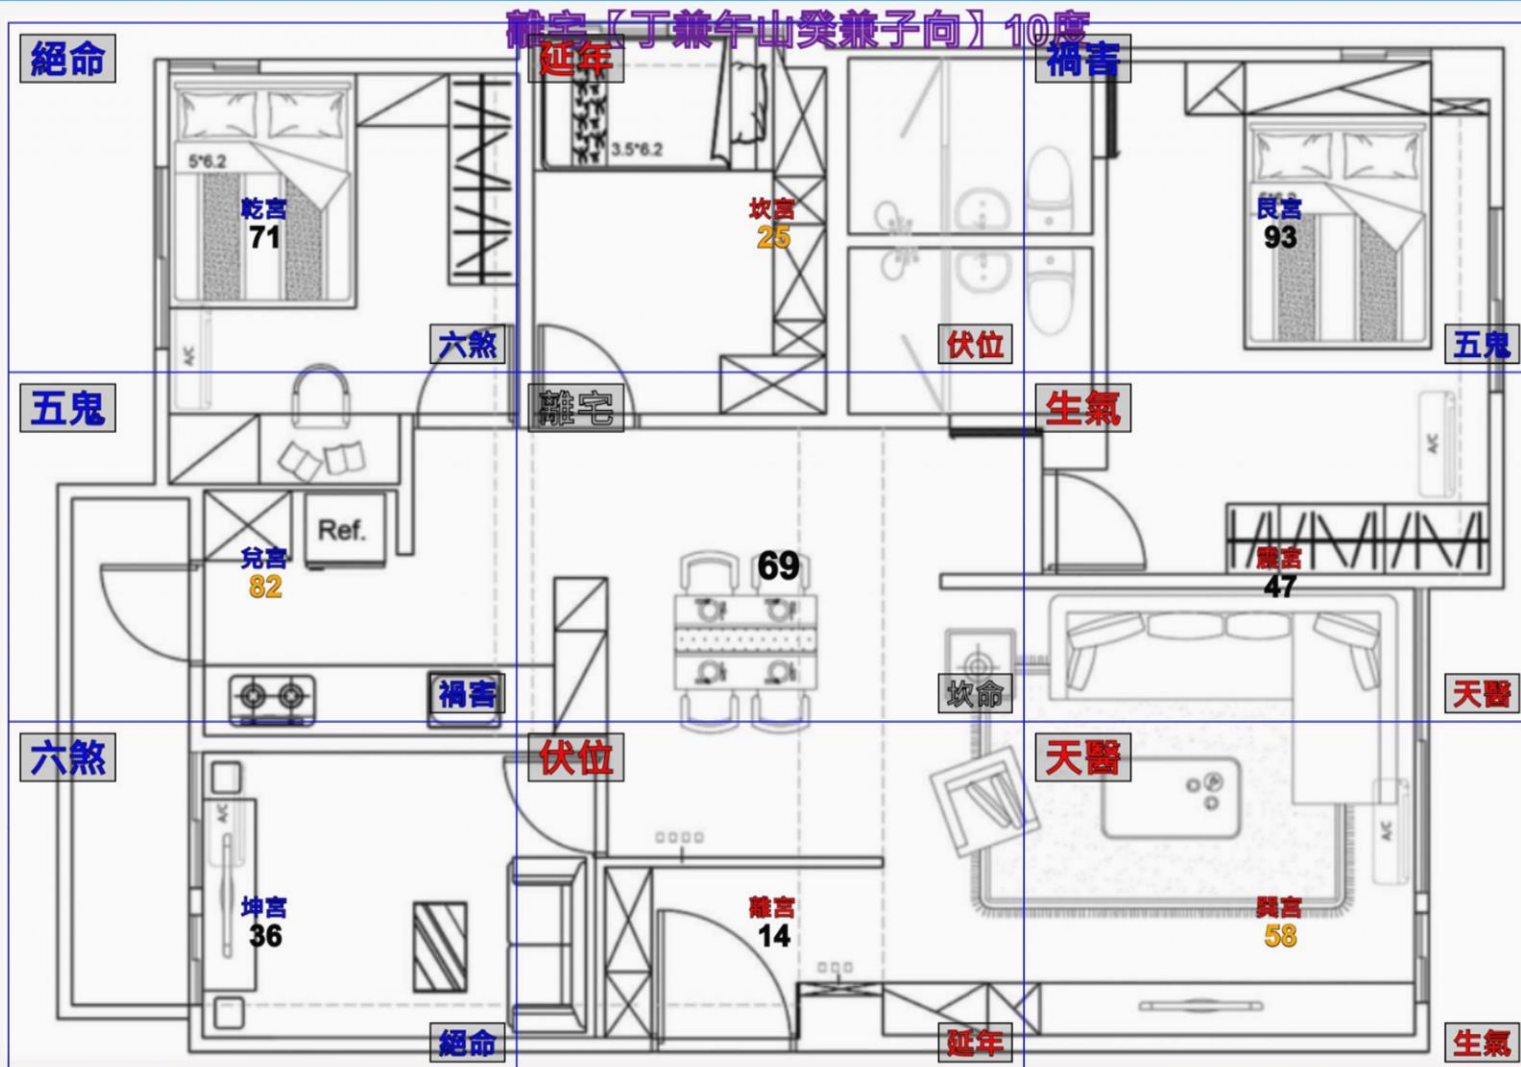 離宅【丁兼午山癸兼子向】10度
絕命
延年
禍害
3.5*6.2
5*6.2
乾宮
71
坎宮
25
5*6.2
艮宮
93
六煞
伏位
五鬼
A/C
五鬼
離宅
生氣
A/C
Ref.
兌宮
82
69
震宮
47
禍害
坎命
天醫
六煞
伏位
天醫
A/C
A/C
坤宮
36
離宮
14
巽宮
58
絕命
延年
生氣